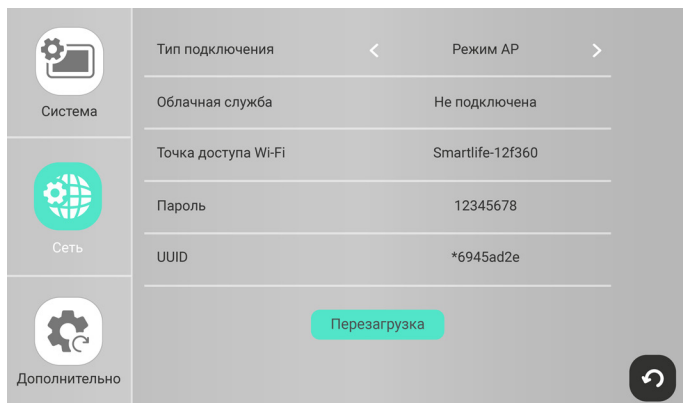 Система
Сеть
Дополнительно
Тип подключения Режим AP
Облачная служба Не подключена
Точка доступа Wi-Fi Smartlife-12f360
Пароль 12345678
UUID *6945ad2e
Перезагрузка